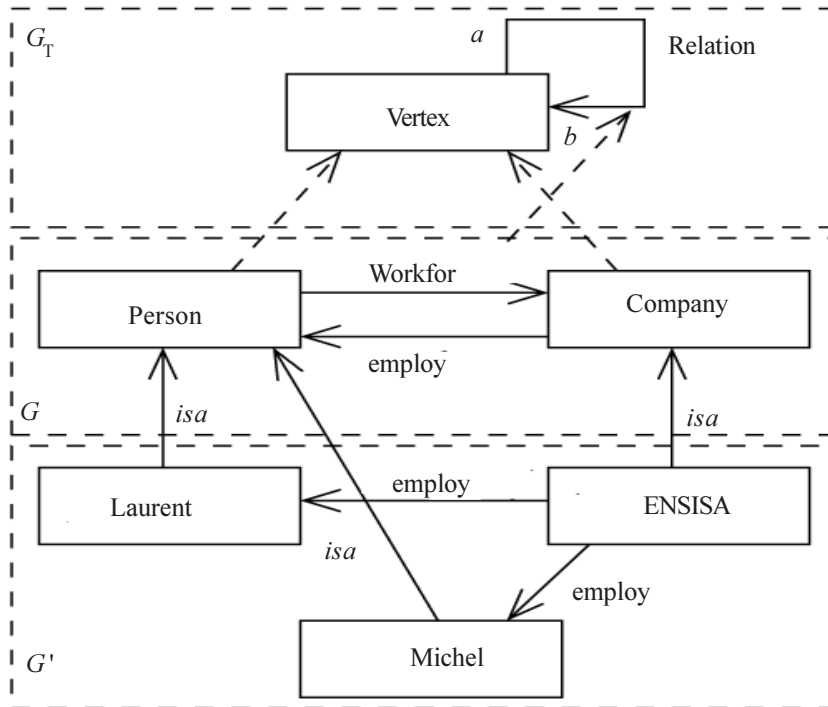 G_T
a
Relation
Vertex
b
Workfor
Person
Company
employ
G
isa
isa
employ
Laurent
ENSISA
isa
employ
Michel
G'